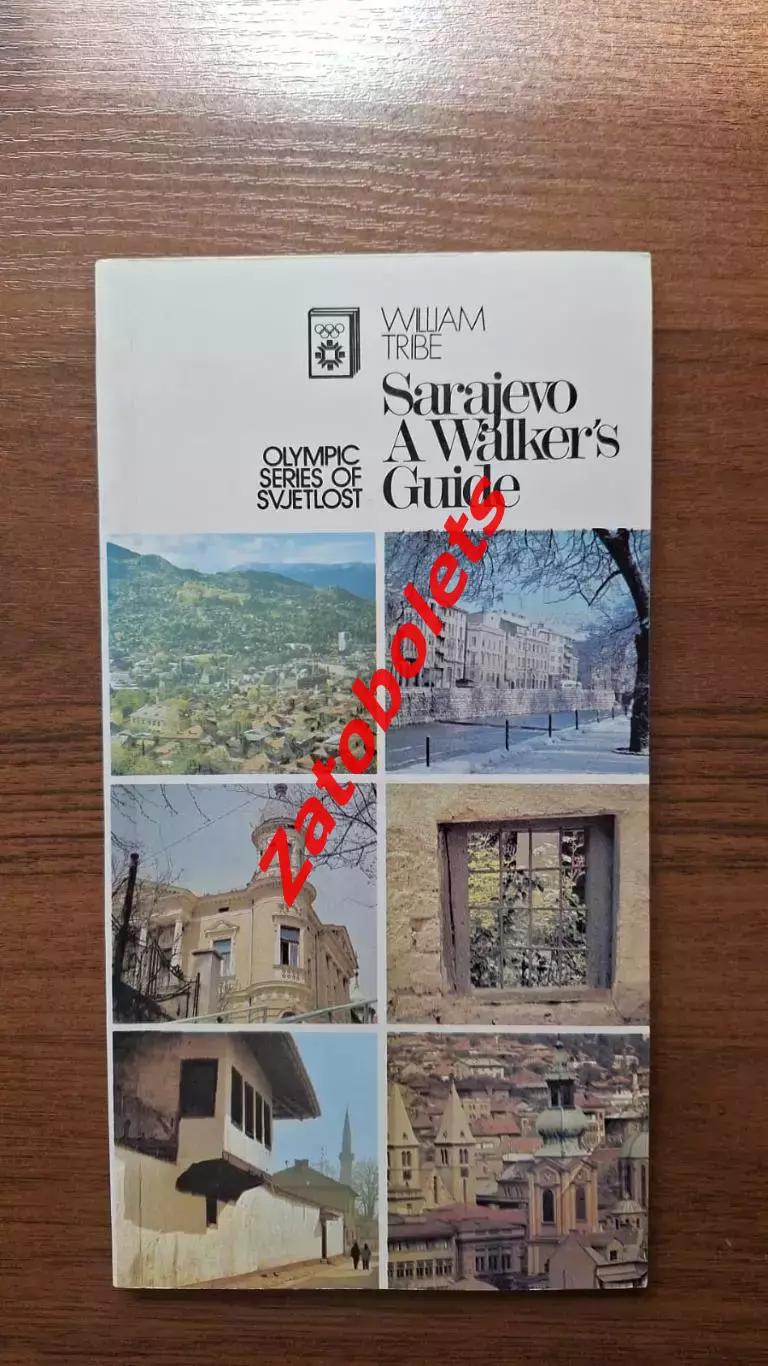 WILLIAM
TRIBE
Sarajevo
A Walker's
Guide
OLYMPIC
SERIES OF
SVJETLOST
Zatobolets